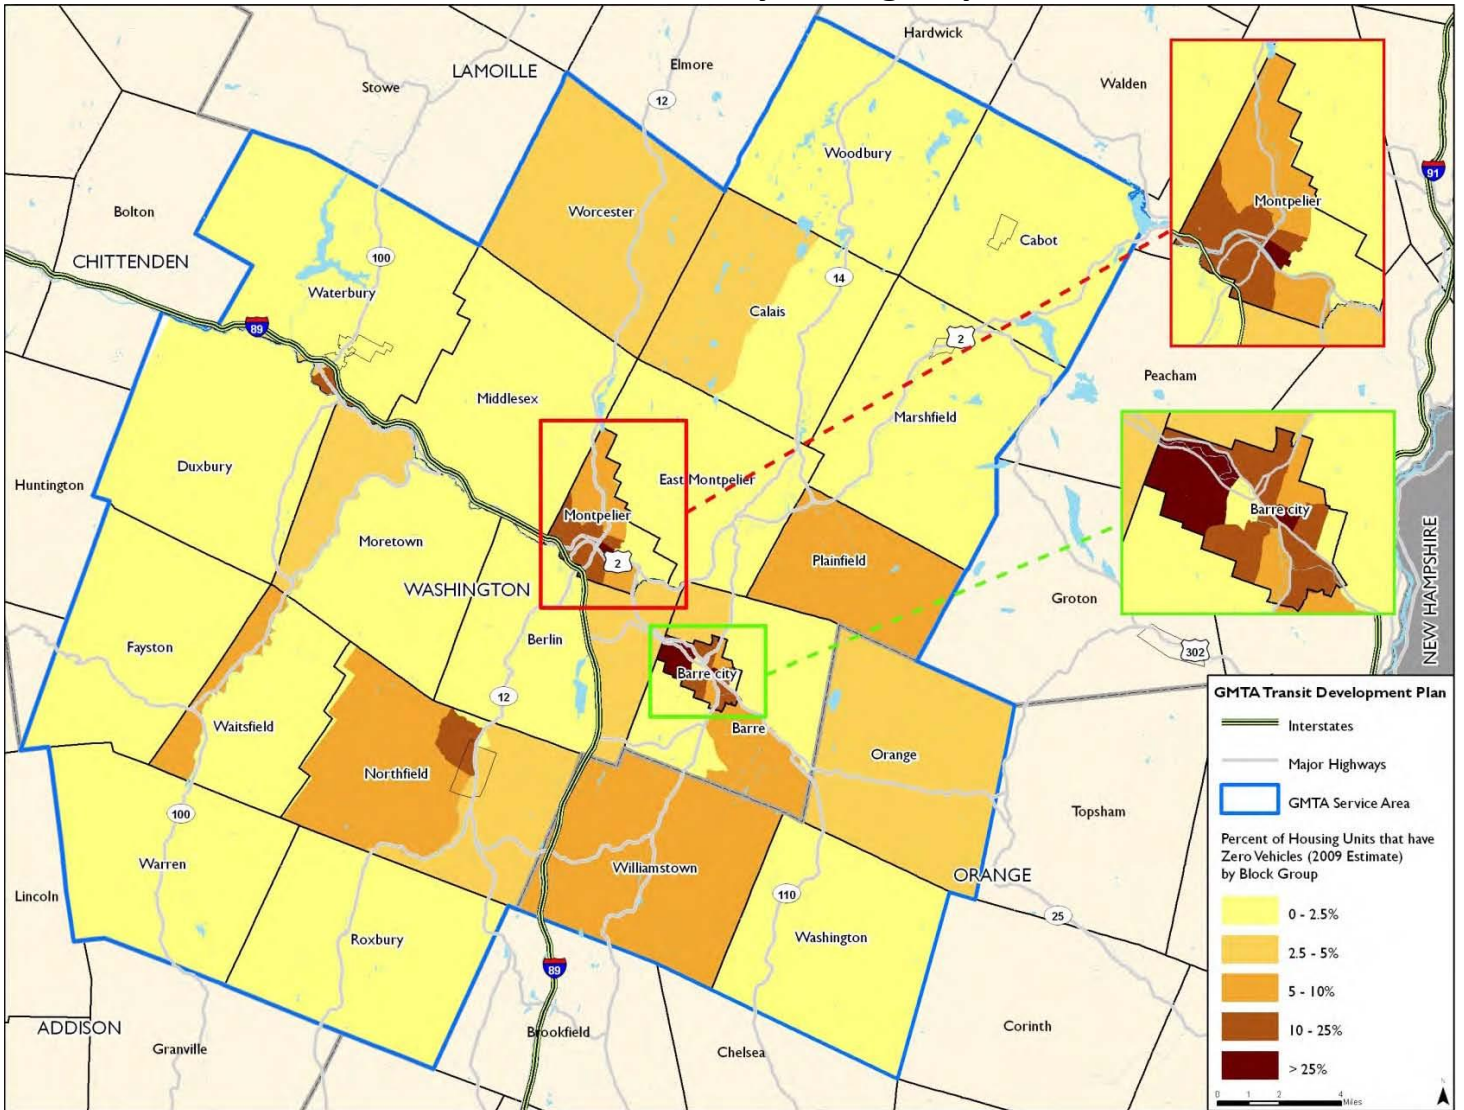 Hardwick
LAMOILLE
Elmore
Stowe
Walden
12
Woodbury
91
Bolton
Worcester
Montpelier
Cabot
100
CHITTENDEN
14
Waterbury
Calais
89
2
Peacham
Middlesex
Marshfield
Duxbury
East Montpelier
Huntington
Montpelier
Barre city
Moretown
2
Plainfield
NEW HAMPSHIRE
WASHINGTON
Groton
Berlin
Fayston
302
Barre city
12
Waitsfield
Barre
Orange
Northfield
100
Topsham
Warren
Williamstown
ORANGE
Lincoln
110
25
Roxbury
Washington
89
ADDISON
Brookfield
Corinth
Granville
Chelsea
GMTA Transit Development Plan
Interstates
Major Highways
GMTA Service Area
Percent of Housing Units that have
Zero Vehicles (2009 Estimate)
by Block Group
0 - 2.5%
2.5 - 5%
5 - 10%
10 - 25%
> 25%
0 1 2 4
Miles
N